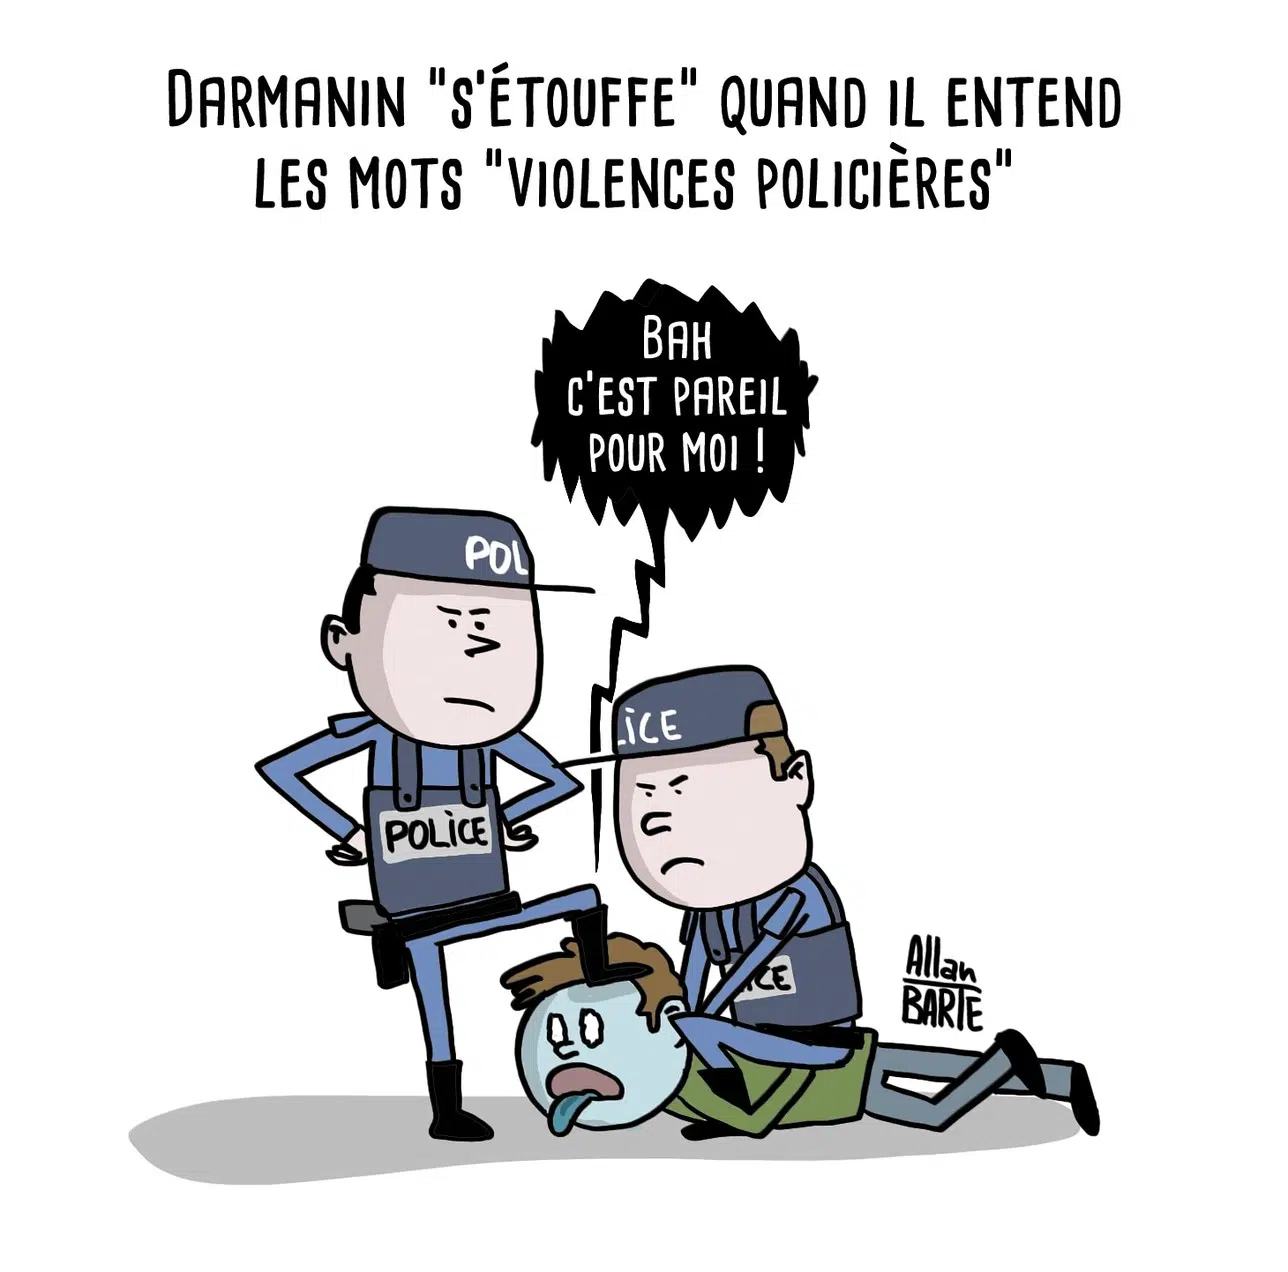 DARMANIN "S'ÉTOUFFE" QUAND IL ENTEND
LES MOTS "VIOLENCES POLICIÈRES"
BAH
C'EST PAREIL
POUR MOI !
POL
LiCE
POLiCE
ICE
Allan
BARTE